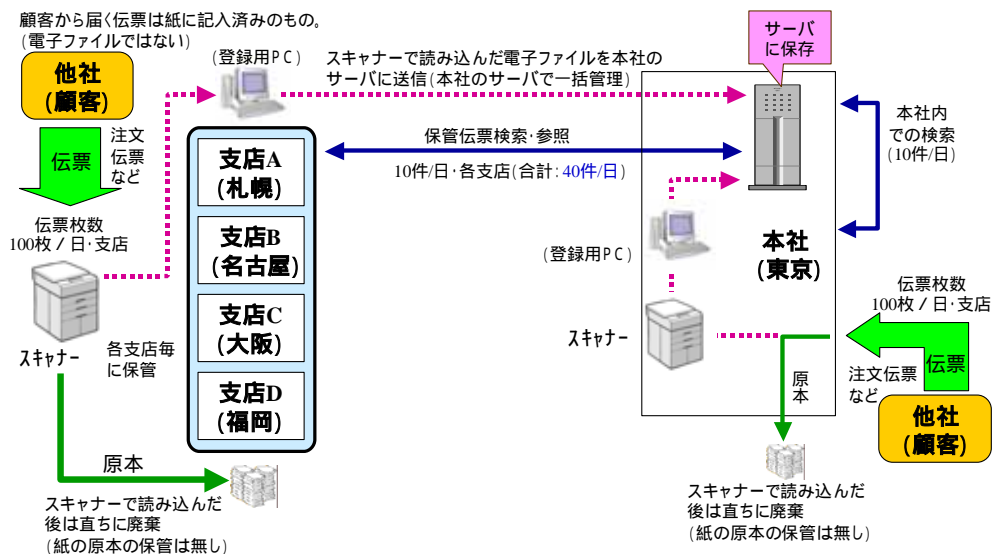 顧客から届く伝票は紙に記入済みのもの。
(電子ファイルではない)
他社
(顧客)
伝票
注文
伝票
など
伝票枚数
100枚／日･支店
スキャナー
各支店毎
に保管
原本
スキャナーで読み込んだ
後は直ちに廃棄
(紙の原本の保管は無し)
(登録用PC)
スキャナーで読み込んだ電子ファイルを本社の
サーバに送信(本社のサーバで一括管理)
支店A
(札幌)
支店B
(名古屋)
支店C
(大阪)
支店D
(福岡)
保管伝票検索･参照
10件/日･各支店(合計: 40件/日)
サーバ
に保存
本社内
での検索
(10件/日)
(登録用PC)
本社
(東京)
スキャナー
伝票枚数
100枚／日･支店
伝票
注文伝票
など
他社
(顧客)
原本
スキャナーで読み込んだ
後は直ちに廃棄
(紙の原本の保管は無し)